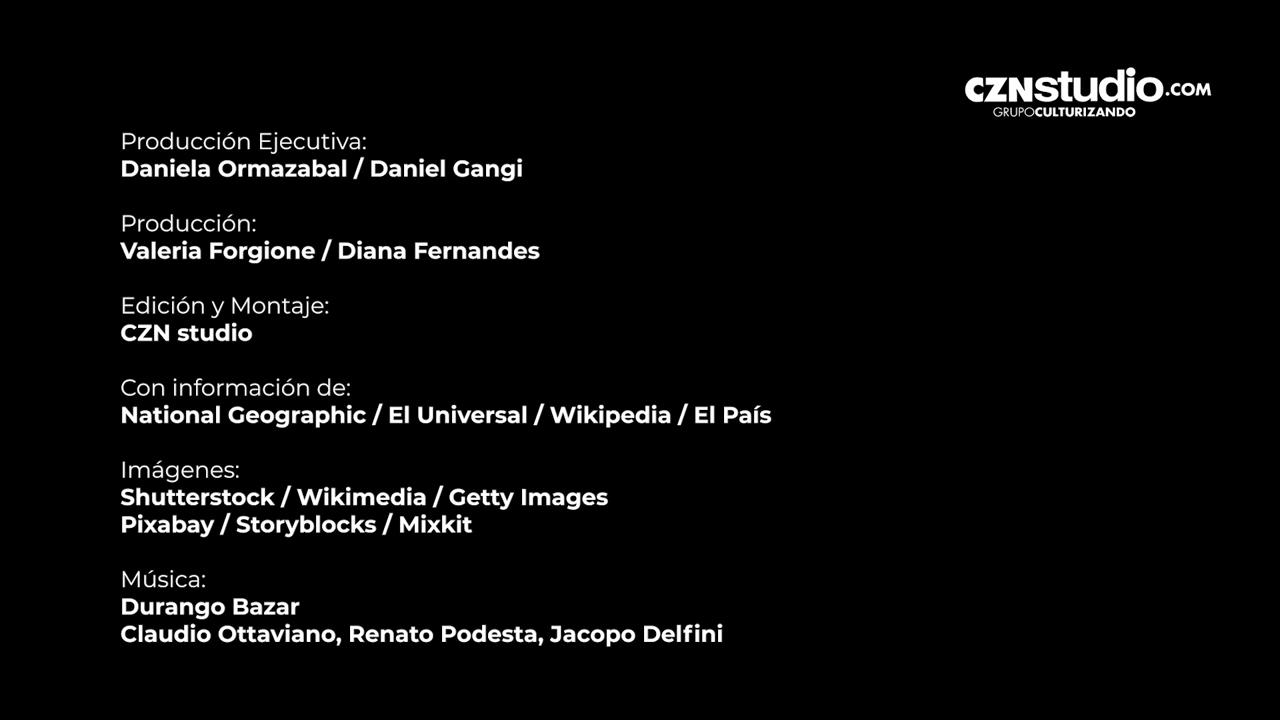 CZNstudio.COM
GRUPOCULTURIZANDO
Producción Ejecutiva:
Daniela Ormazabal / Daniel Gangi
Producción:
Valeria Forgione / Diana Fernandes
Edición y Montaje:
CZN studio
Con información de:
National Geographic / El Universal / Wikipedia / El País
Imágenes:
Shutterstock / Wikimedia / Getty Images
Pixabay / Storyblocks / Mixkit
Música:
Durango Bazar
Claudio Ottaviano, Renato Podesta, Jacopo Delfini